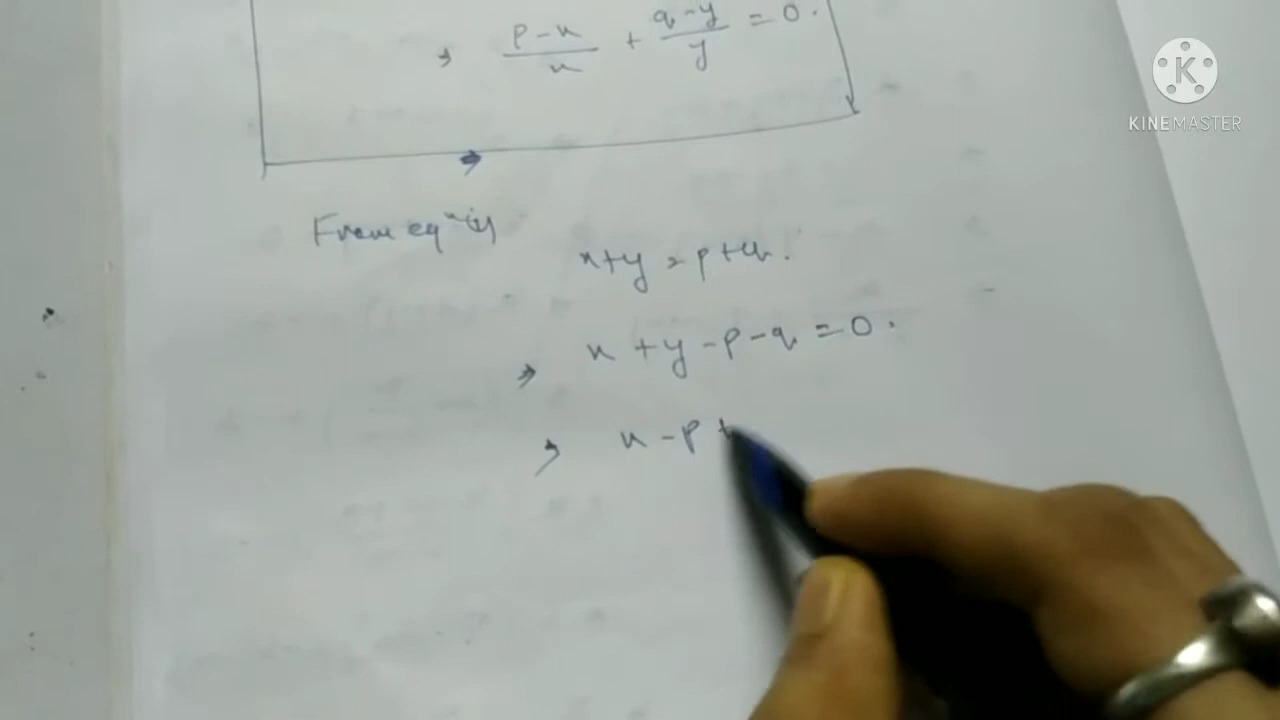 → p-x/x + q-y/y = 0.
KINEMASTER
From eqⁿ (i)
x+y = p+q.
→ x+y-p-q = 0.
→ x-p+